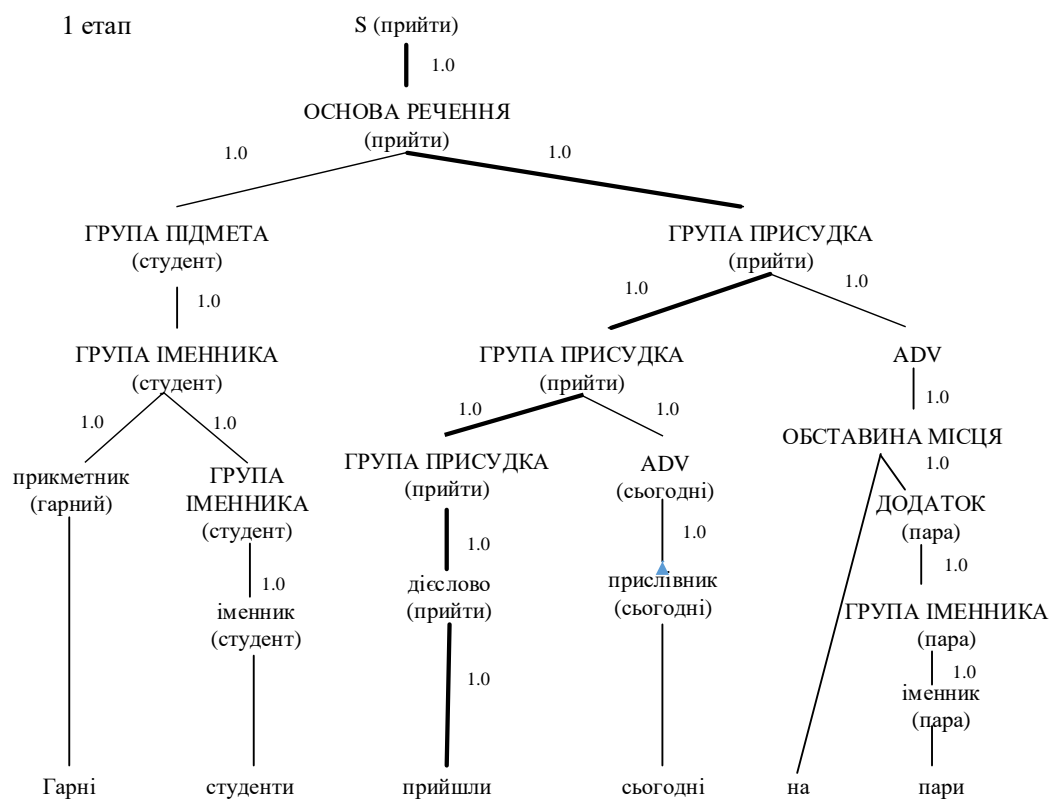 1 етап
S (прийти)
1.0
ОСНОВА РЕЧЕННЯ
(прийти)
1.0
1.0
ГРУПА ПІДМЕТА
(студент)
ГРУПА ПРИСУДКА
(прийти)
1.0
1.0
1.0
ГРУПА ІМЕННИКА
(студент)
ГРУПА ПРИСУДКА
(прийти)
ADV
1.0
1.0
1.0
1.0
1.0
ОБСТАВИНА МІСЦЯ
прикметник
(гарний)
ГРУПА
ІМЕННИКА
(студент)
ГРУПА ПРИСУДКА
(прийти)
ADV
(сьогодні)
1.0
ДОДАТОК
(пара)
1.0
1.0
1.0
1.0
іменник
(студент)
дієслово
(прийти)
прислівник
(сьогодні)
ГРУПА ІМЕННИКА
(пара)
1.0
1.0
іменник
(пара)
Гарні
студенти
прийшли
сьогодні
на
пари